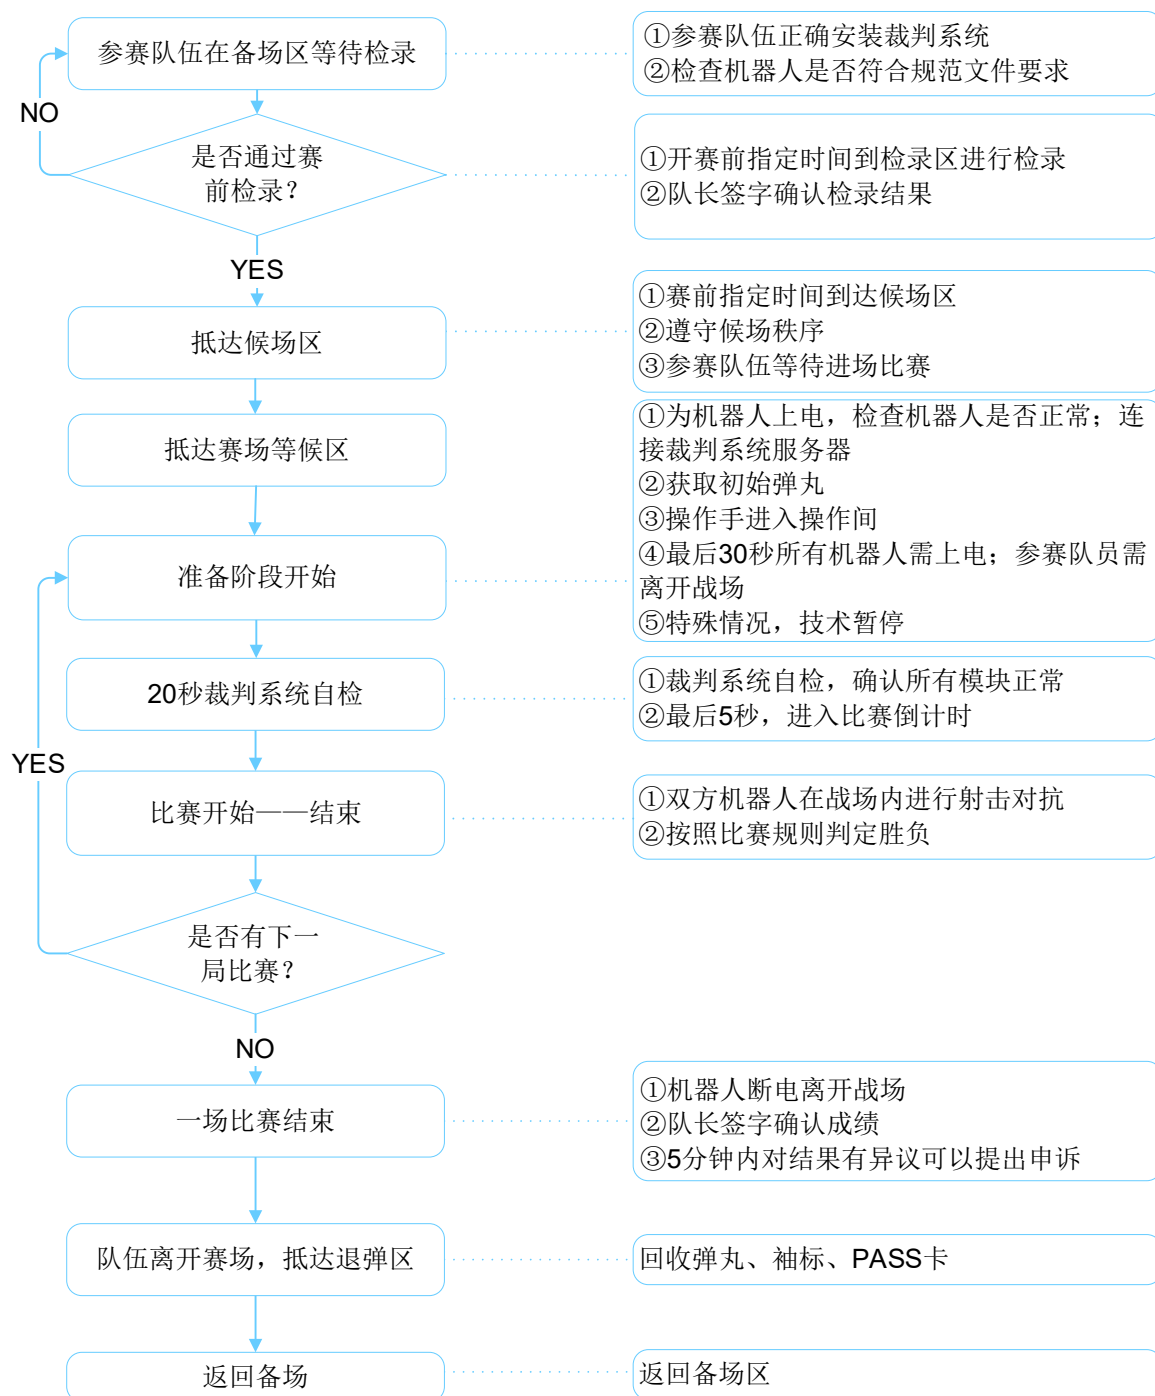 参赛队伍在备场区等待检录
①参赛队伍正确安装裁判系统
②检查机器人是否符合规范文件要求
NO
是否通过赛
前检录？
①开赛前指定时间到检录区进行检录
②队长签字确认检录结果
YES
抵达候场区
①赛前指定时间到达候场区
②遵守候场秩序
③参赛队伍等待进场比赛
抵达赛场等候区
①为机器人上电，检查机器人是否正常；连
接裁判系统服务器
②获取初始弹丸
③操作手进入操作间
④最后30秒所有机器人需上电；参赛队员需
离开战场
⑤特殊情况，技术暂停
准备阶段开始
20秒裁判系统自检
①裁判系统自检，确认所有模块正常
②最后5秒，进入比赛倒计时
YES
比赛开始——结束
①双方机器人在战场内进行射击对抗
②按照比赛规则判定胜负
是否有下一
局比赛？
NO
一场比赛结束
①机器人断电离开战场
②队长签字确认成绩
③5分钟内对结果有异议可以提出申诉
队伍离开赛场，抵达退弹区
回收弹丸、袖标、PASS卡
返回备场
返回备场区